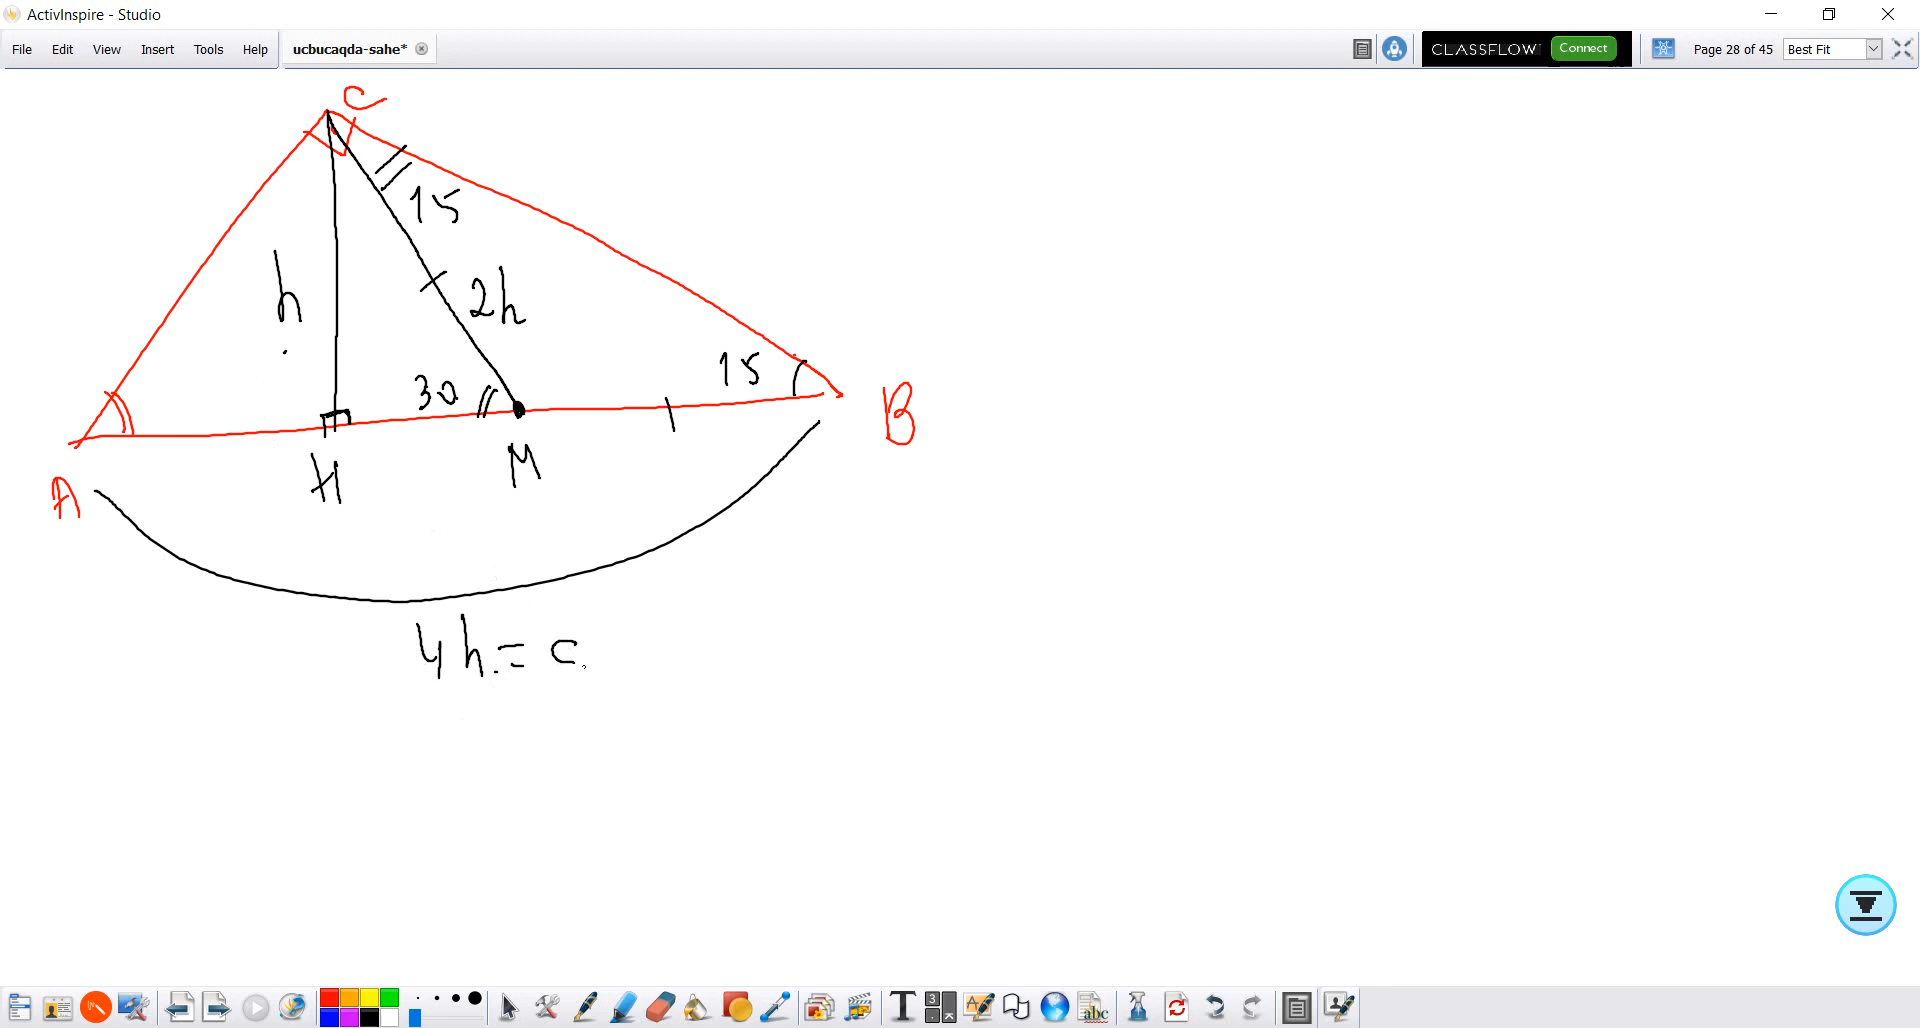 ActivInspire - Studio
File Edit View Insert Tools Help ucbucaqda-sahe* CLASSFLOW Connect Page 28 of 45 Best Fit
C
15
h 2h
30 15
B
H M
A
4h = c